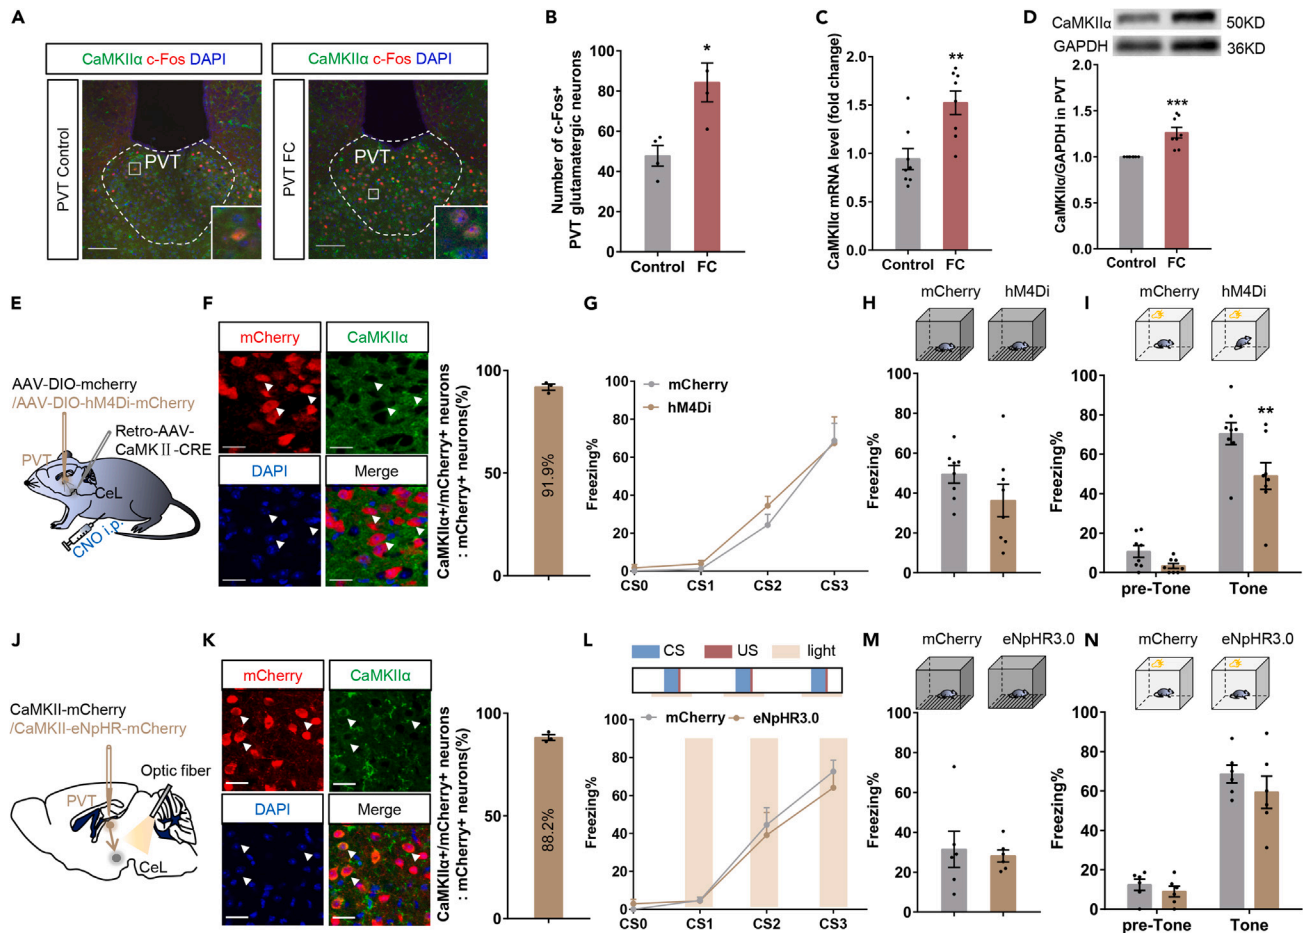 A
CaMKIIα c-Fos DAPI
CaMKIIα c-Fos DAPI
PVT Control
PVT
PVT FC
PVT
B
Number of c-Fos+
PVT glutamatergic neurons
100
80
60
40
20
0
*
Control
FC
C
CaMKIIα mRNA level (fold change)
2.0
1.5
1.0
0.5
0.0
**
Control
FC
D
CaMKIIα
50KD
GAPDH
36KD
CaMKIIα/GAPDH in PVT
2.0
1.5
1.0
0.5
0.0
***
Control
FC
E
AAV-DIO-mcherry
/AAV-DIO-hM4Di-mCherry
Retro-AAV-
CaMKⅡ-CRE
PVT
CeL
CNO i.p.
F
mCherry
CaMKIIα
DAPI
Merge
CaMKIIα+/mCherry+ neurons
: mCherry+ neurons(%)
100
50
0
91.9%
G
Freezing%
100
80
60
40
20
0
mCherry
hM4Di
CS0
CS1
CS2
CS3
H
mCherry
hM4Di
Freezing%
100
80
60
40
20
0
I
mCherry
hM4Di
Freezing%
100
80
60
40
20
0
**
pre-Tone
Tone
J
CaMKII-mCherry
/CaMKII-eNpHR-mCherry
Optic fiber
PVT
CeL
K
mCherry
CaMKIIα
DAPI
Merge
CaMKIIα+/mCherry+ neurons
: mCherry+ neurons(%)
100
50
0
88.2%
L
CS
US
light
mCherry
eNpHR3.0
Freezing%
100
80
60
40
20
0
CS0
CS1
CS2
CS3
M
mCherry
eNpHR3.0
Freezing%
100
80
60
40
20
0
N
mCherry
eNpHR3.0
Freezing%
100
80
60
40
20
0
pre-Tone
Tone